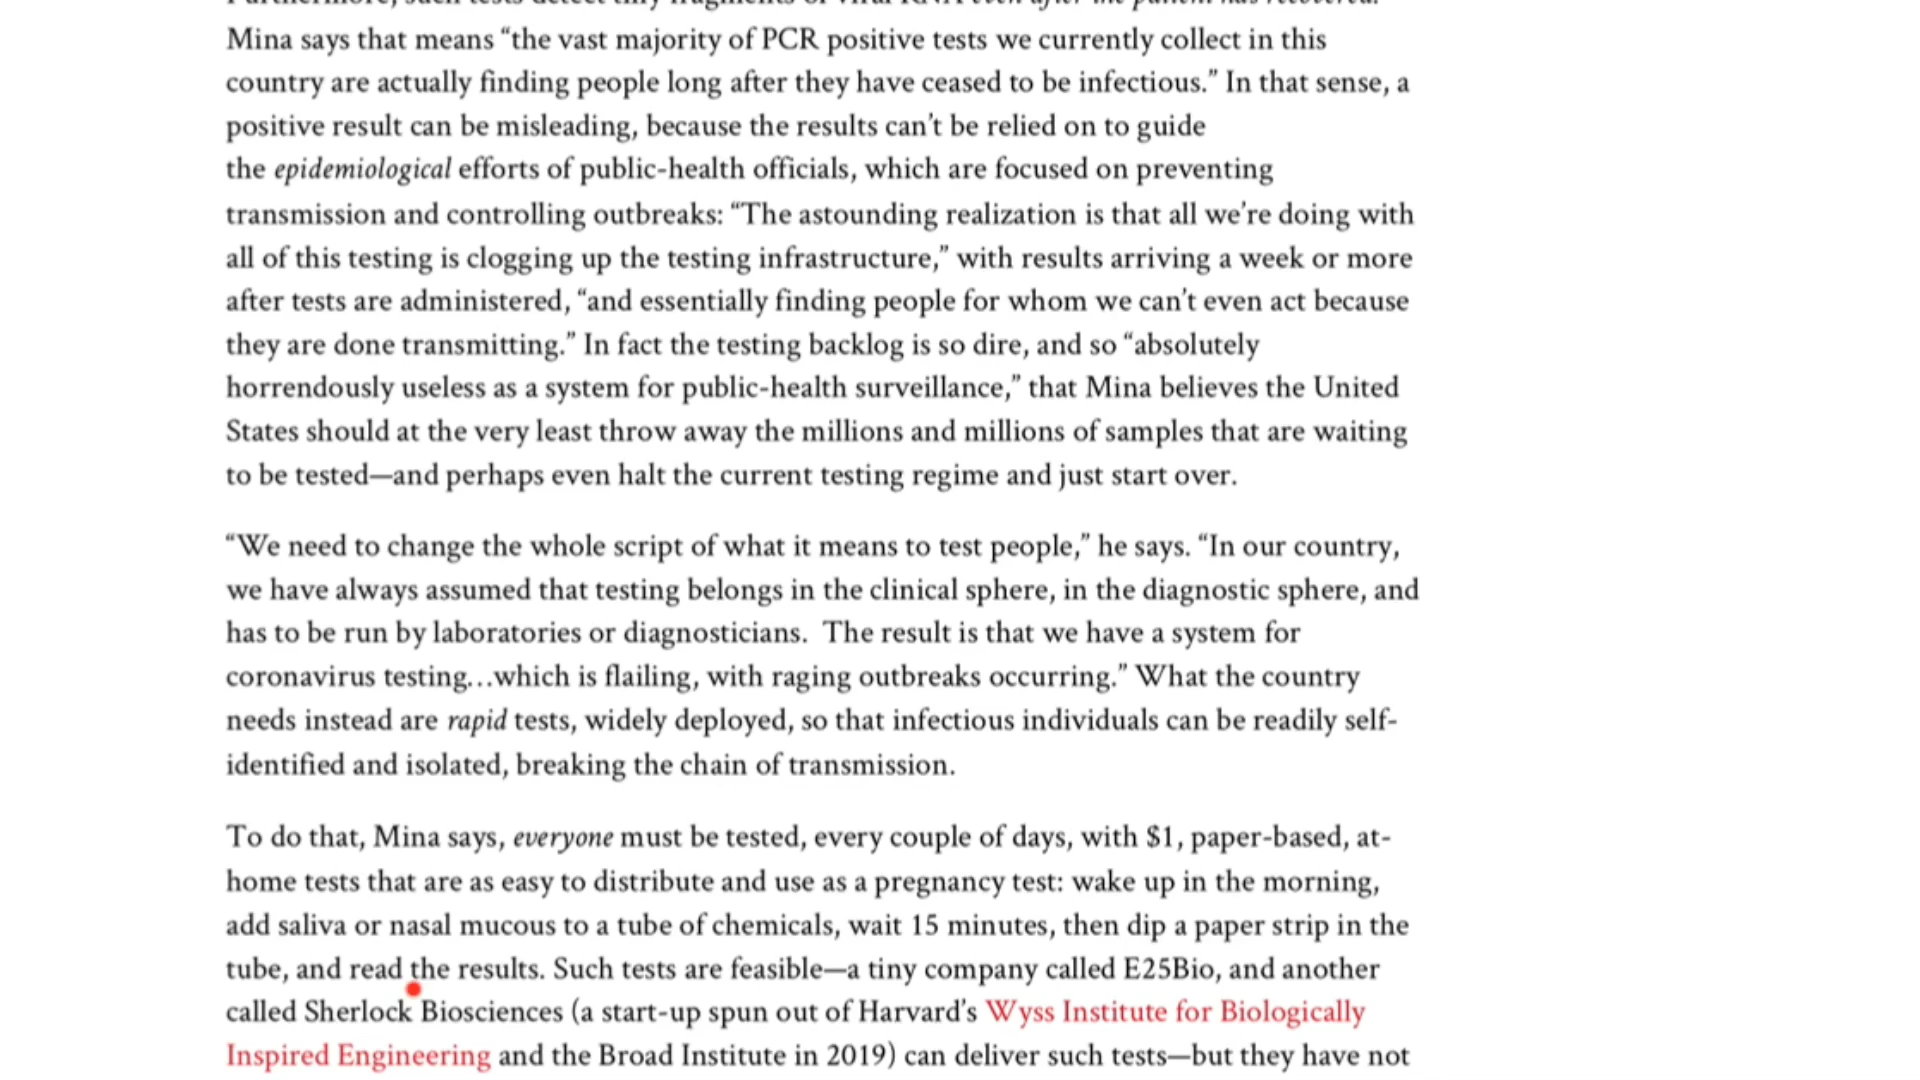 Mina says that means “the vast majority of PCR positive tests we currently collect in this
country are actually finding people long after they have ceased to be infectious.” In that sense, a
positive result can be misleading, because the results can’t be relied on to guide
the epidemiological efforts of public-health officials, which are focused on preventing
transmission and controlling outbreaks: “The astounding realization is that all we’re doing with
all of this testing is clogging up the testing infrastructure,” with results arriving a week or more
after tests are administered, “and essentially finding people for whom we can’t even act because
they are done transmitting.” In fact the testing backlog is so dire, and so “absolutely
horrendously useless as a system for public-health surveillance,” that Mina believes the United
States should at the very least throw away the millions and millions of samples that are waiting
to be tested—and perhaps even halt the current testing regime and just start over.
“We need to change the whole script of what it means to test people,” he says. “In our country,
we have always assumed that testing belongs in the clinical sphere, in the diagnostic sphere, and
has to be run by laboratories or diagnosticians.  The result is that we have a system for
coronavirus testing…which is flailing, with raging outbreaks occurring.” What the country
needs instead are rapid tests, widely deployed, so that infectious individuals can be readily self-
identified and isolated, breaking the chain of transmission.
To do that, Mina says, everyone must be tested, every couple of days, with $1, paper-based, at-
home tests that are as easy to distribute and use as a pregnancy test: wake up in the morning,
add saliva or nasal mucous to a tube of chemicals, wait 15 minutes, then dip a paper strip in the
tube, and read the results. Such tests are feasible—a tiny company called E25Bio, and another
called Sherlock Biosciences (a start-up spun out of Harvard’s Wyss Institute for Biologically
Inspired Engineering and the Broad Institute in 2019) can deliver such tests—but they have not